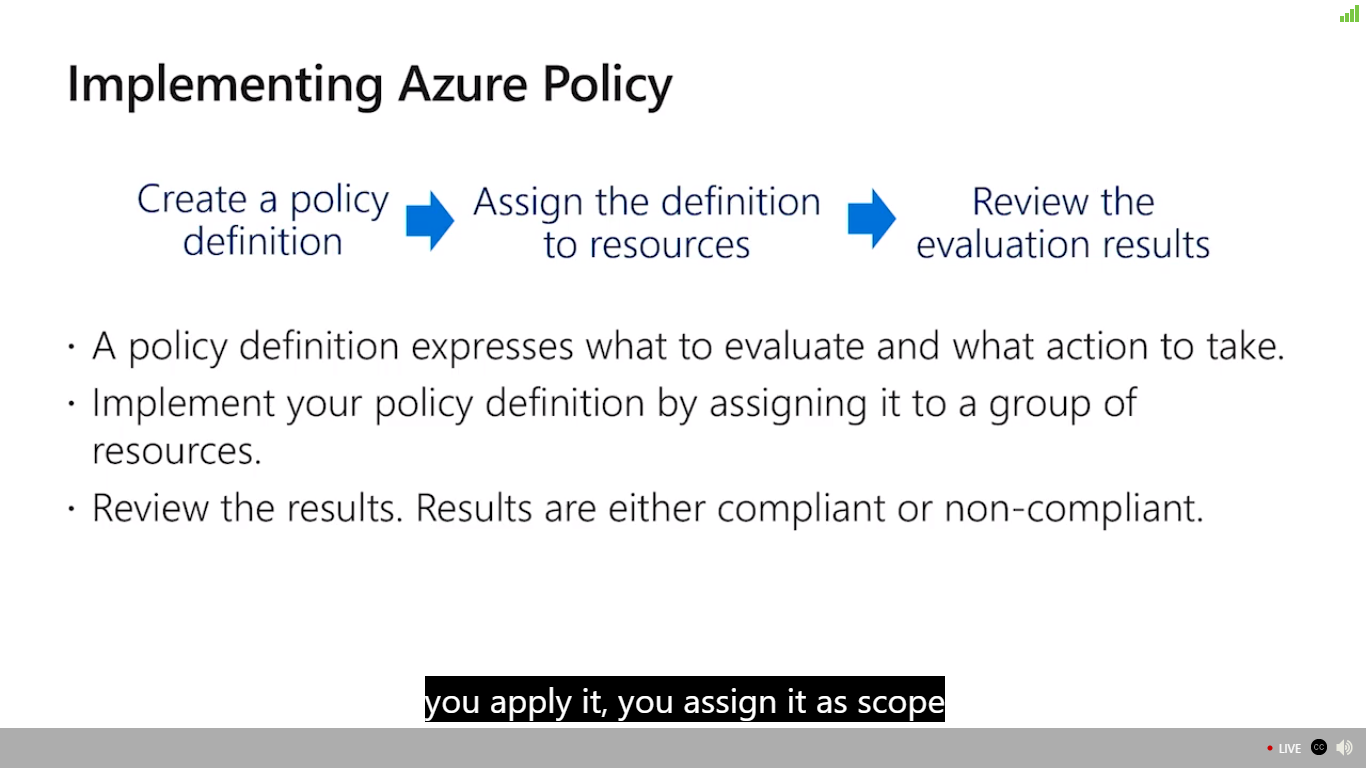 Implementing Azure Policy
Create a policy
definition
Assign the definition
to resources
Review the
evaluation results
· A policy definition expresses what to evaluate and what action to take.
· Implement your policy definition by assigning it to a group of
resources.
· Review the results. Results are either compliant or non-compliant.
you apply it, you assign it as scope
LIVE
CC